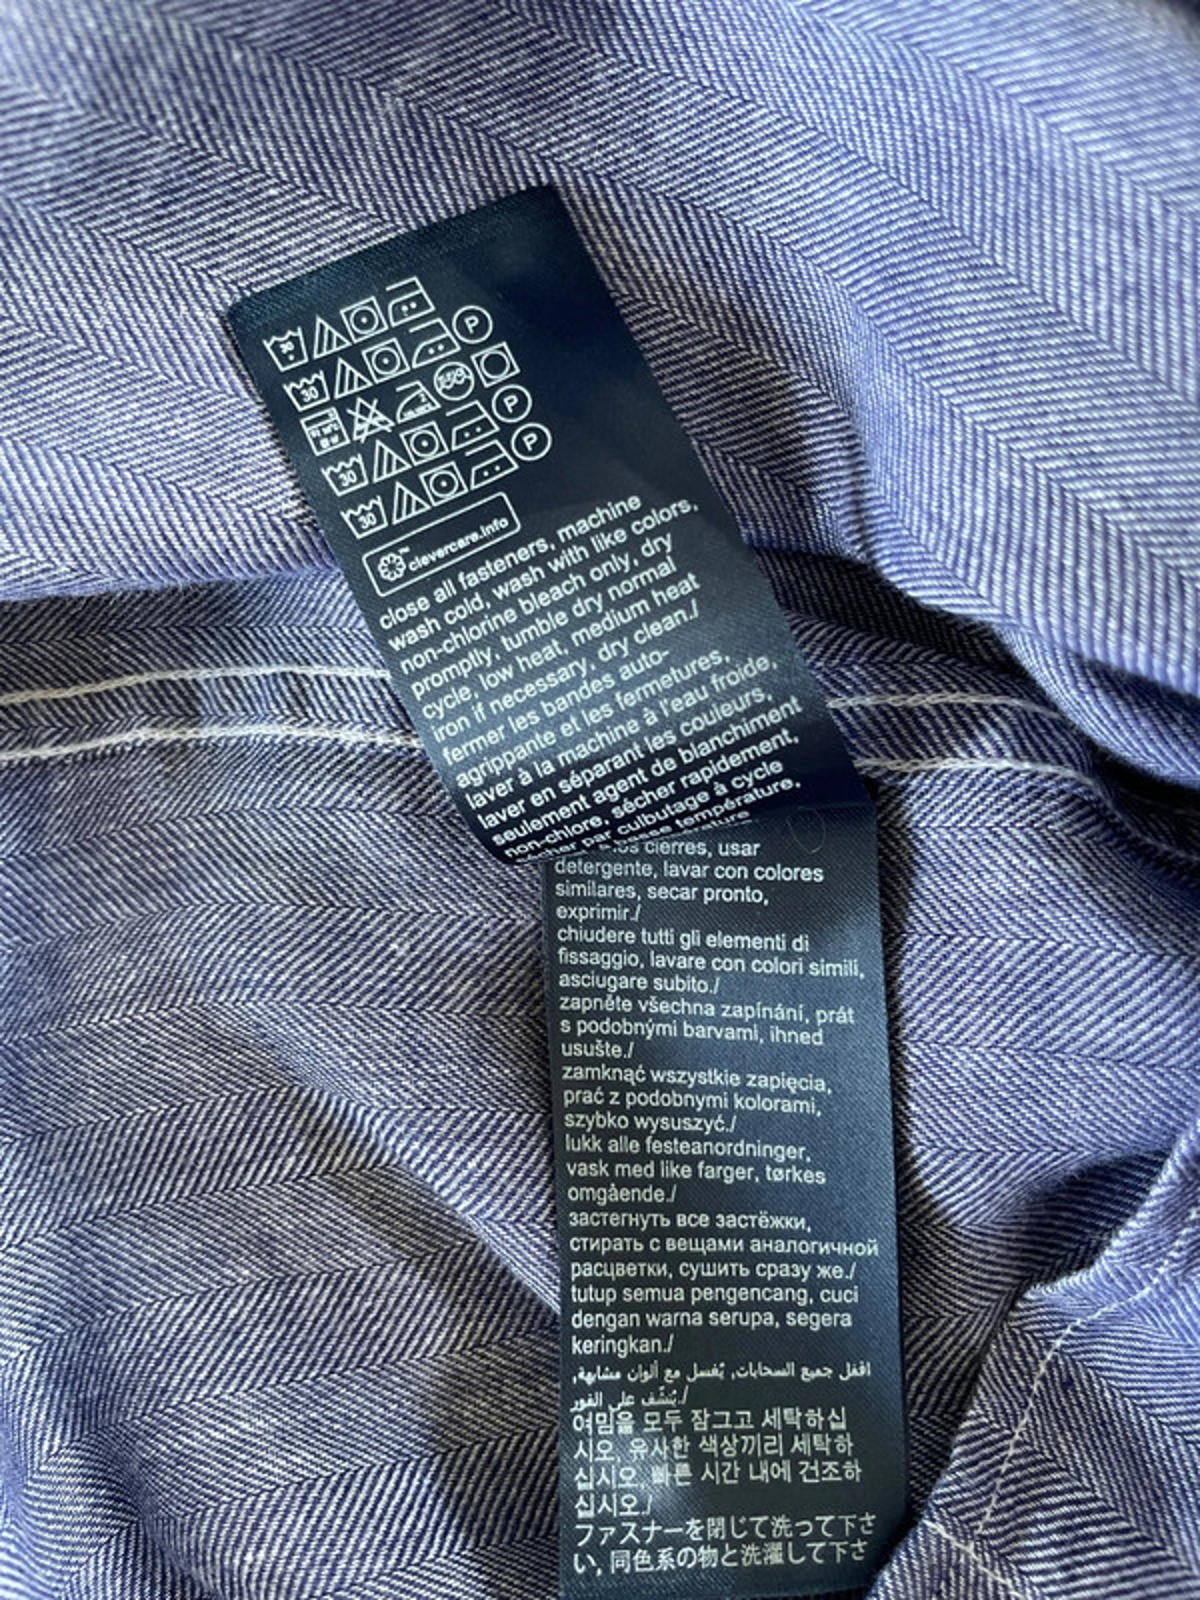 30
30
30
30
P
P
P
clevercare.info
close all fasteners, machine
wash cold, wash with like colors,
non-chlorine bleach only, dry
promptly, tumble dry normal
cycle, low heat, medium heat
iron if necessary, dry clean./
fermer les bandes auto-
agrippante et les fermetures,
laver à la machine à l'eau froide,
laver en séparant les couleurs,
seulement agent de blanchiment
non-chlore, sécher rapidement,
sécher par culbutage à cycle
basse température,
cierres, usar
detergente, lavar con colores
similares, secar pronto,
exprimir./
chiudere tutti gli elementi di
fissaggio, lavare con colori simili,
asciugare subito./
zapněte všechna zapínání, prát
s podobnými barvami, ihned
usušte./
zamknąć wszystkie zapięcia,
prać z podobnymi kolorami,
szybko wysuszyć./
lukk alle festeanordninger,
vask med like farger, tørkes
omgående./
застегнуть все застёжки,
стирать с вещами аналогичной
расцветки, сушить сразу же./
tutup semua pengencang, cuci
dengan warna serupa, segera
keringkan./
اقفل جميع السحابات, يُغسل مع ألوان مشابهة,
يُنشّف على الفور./
여밈을 모두 잠그고 세탁하십
시오, 유사한 색상끼리 세탁하
십시오, 빠른 시간 내에 건조하
십시오./
ファスナーを閉じて洗って下さ
い, 同色系の物と洗濯して下さ